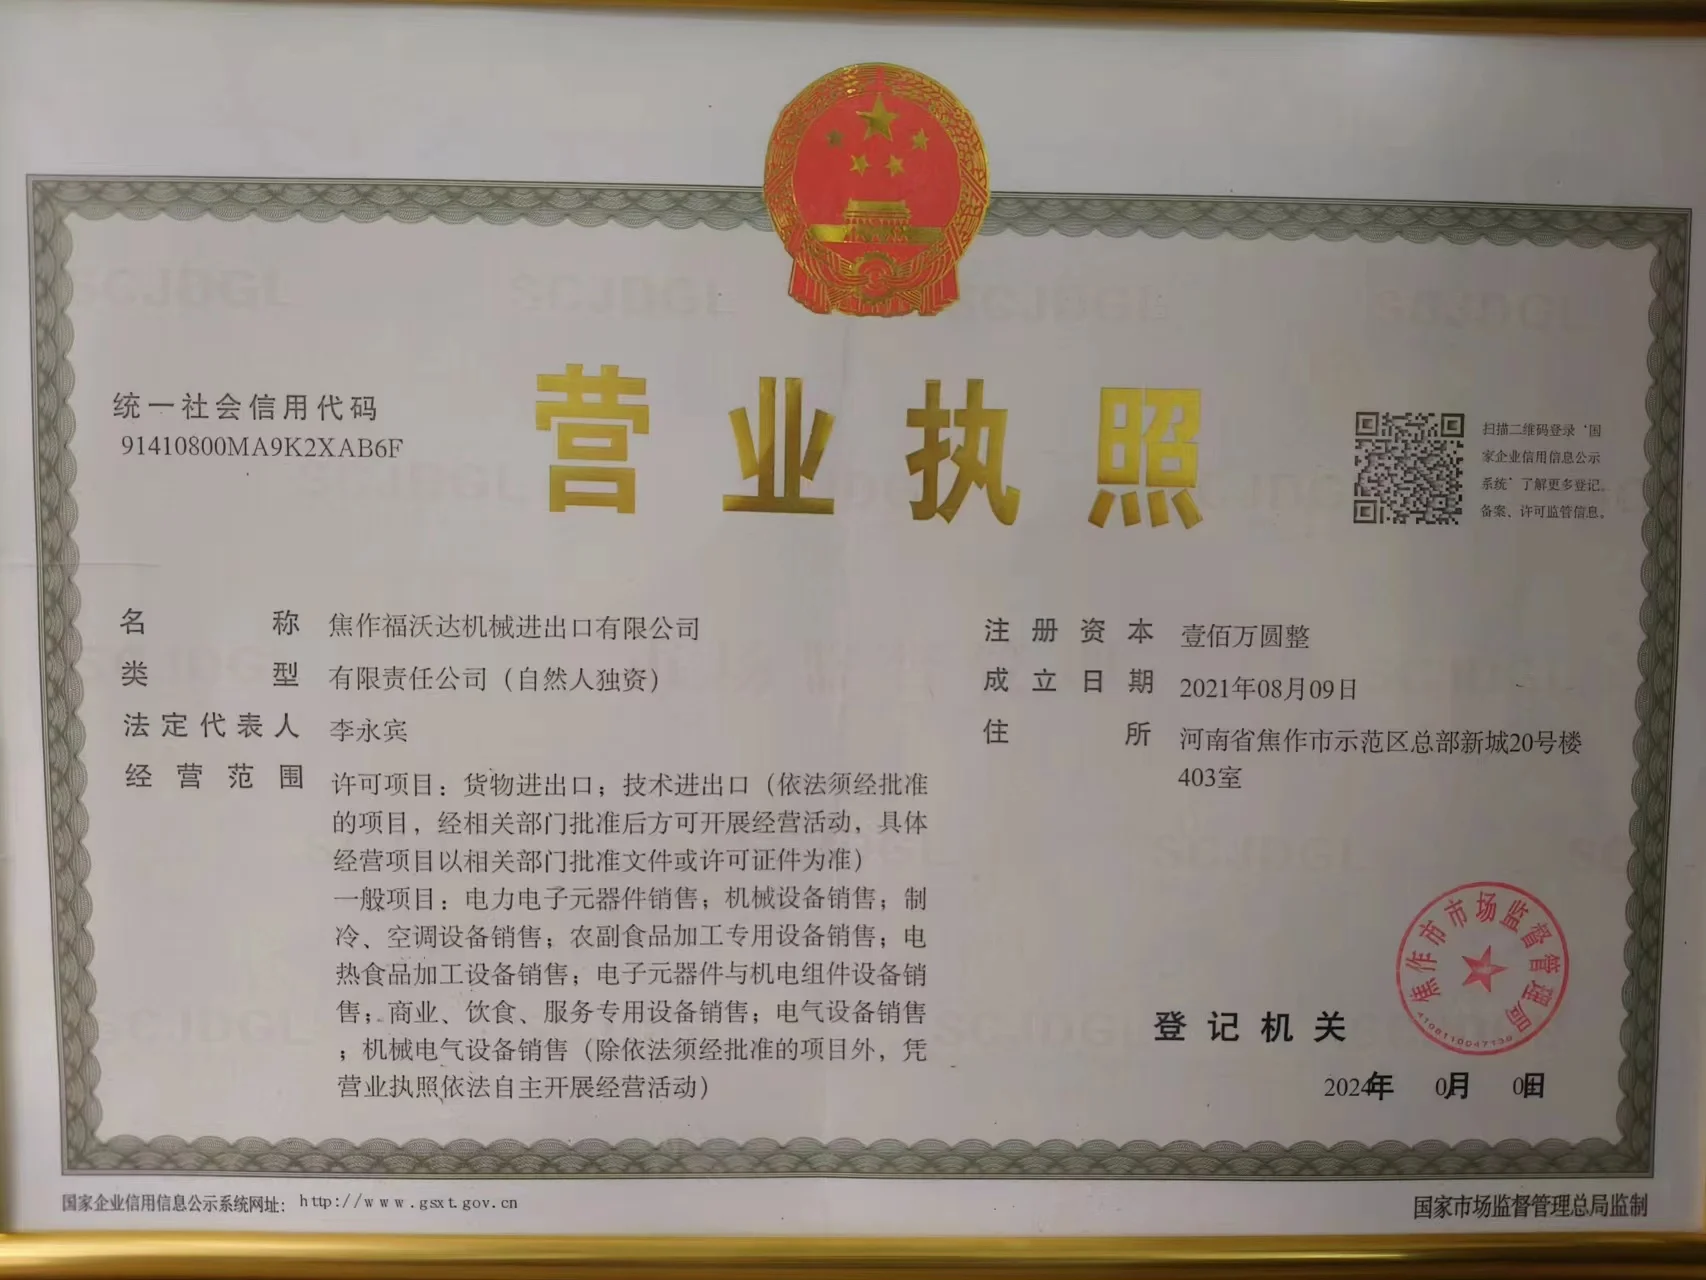 营业执照
统一社会信用代码
91410800MA9K2XAB6F
扫描二维码登录‘国
家企业信用信息公示
系统’了解更多登记、
备案、许可监管信息。
名称 焦作福沃达机械进出口有限公司
类型 有限责任公司（自然人独资）
法定代表人 李永宾
经营范围 许可项目：货物进出口；技术进出口（依法须经批准
的项目，经相关部门批准后方可开展经营活动，具体
经营项目以相关部门批准文件或许可证件为准）
一般项目：电力电子元器件销售；机械设备销售；制
冷、空调设备销售；农副食品加工专用设备销售；电
热食品加工设备销售；电子元器件与机电组件设备销
售；商业、饮食、服务专用设备销售；电气设备销售
；机械电气设备销售（除依法须经批准的项目外，凭
营业执照依法自主开展经营活动）
注册资本 壹佰万圆整
成立日期 2021年08月09日
住所 河南省焦作市示范区总部新城20号楼
403室
焦作市市场监督管理局
登记机关
2024年 月 日
国家企业信用信息公示系统网址： http://www.gsxt.gov.cn
国家市场监督管理总局监制
SCJDGL